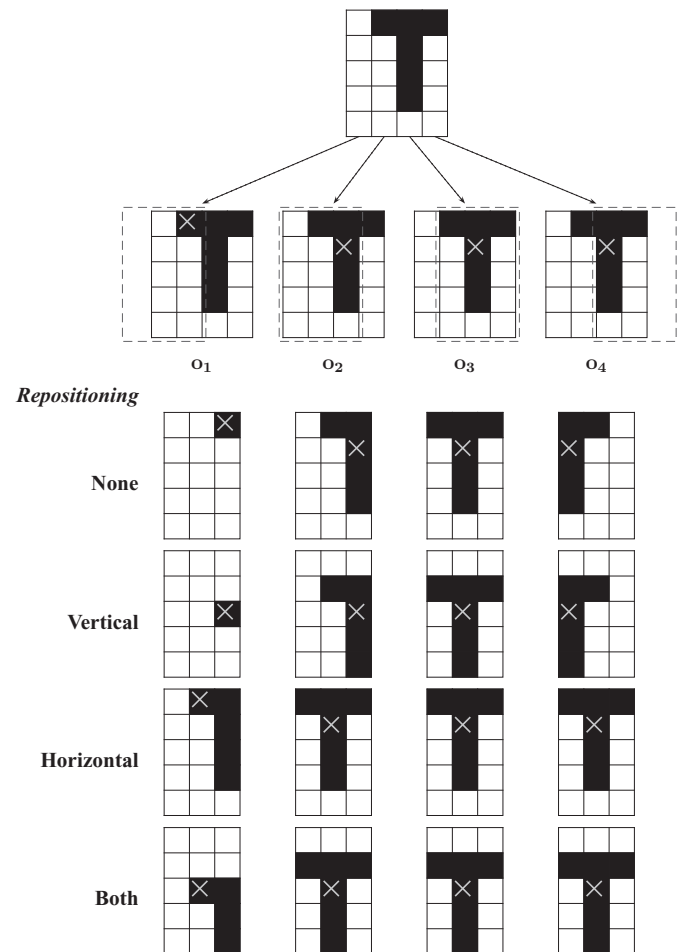 o1 o2 o3 o4
Repositioning
None
Vertical
Horizontal
Both